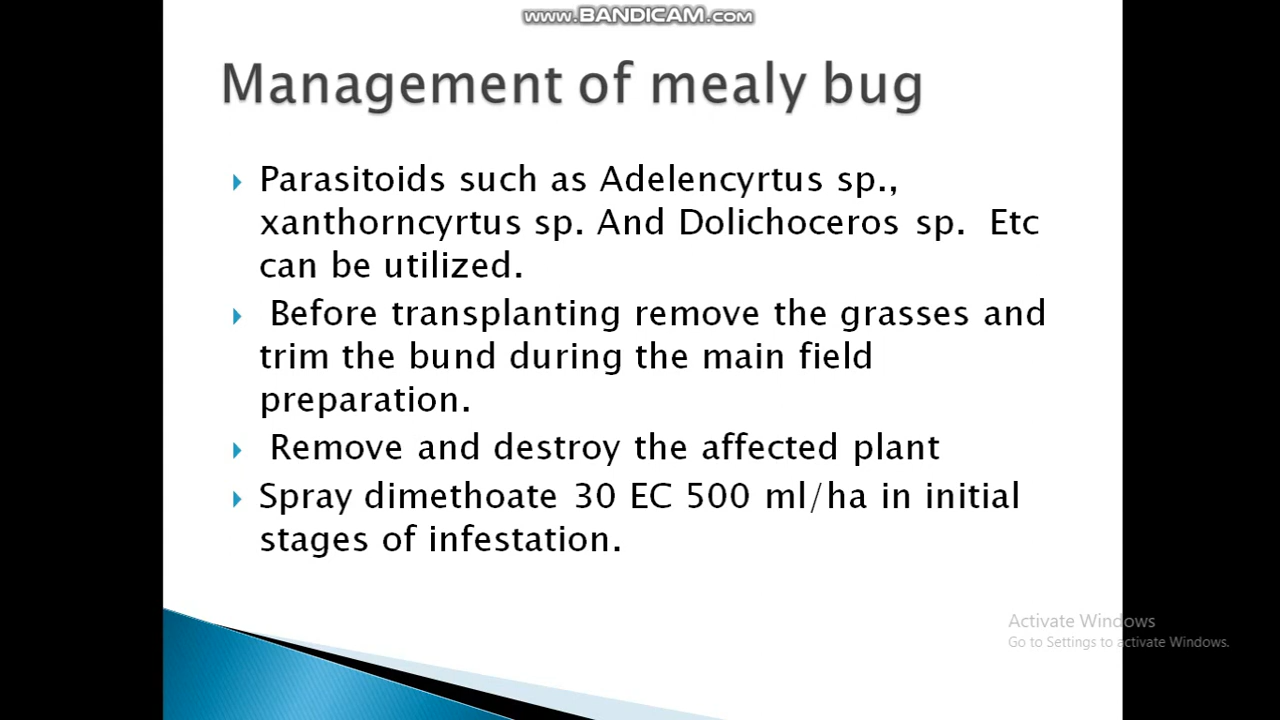 www.BANDICAM.com
Management of mealy bug
Parasitoids such as Adelencyrtus sp.,
xanthorncyrtus sp. And Dolichoceros sp. Etc
can be utilized.
Before transplanting remove the grasses and
trim the bund during the main field
preparation.
Remove and destroy the affected plant
Spray dimethoate 30 EC 500 ml/ha in initial
stages of infestation.
Activate Windows
Go to Settings to activate Windows.